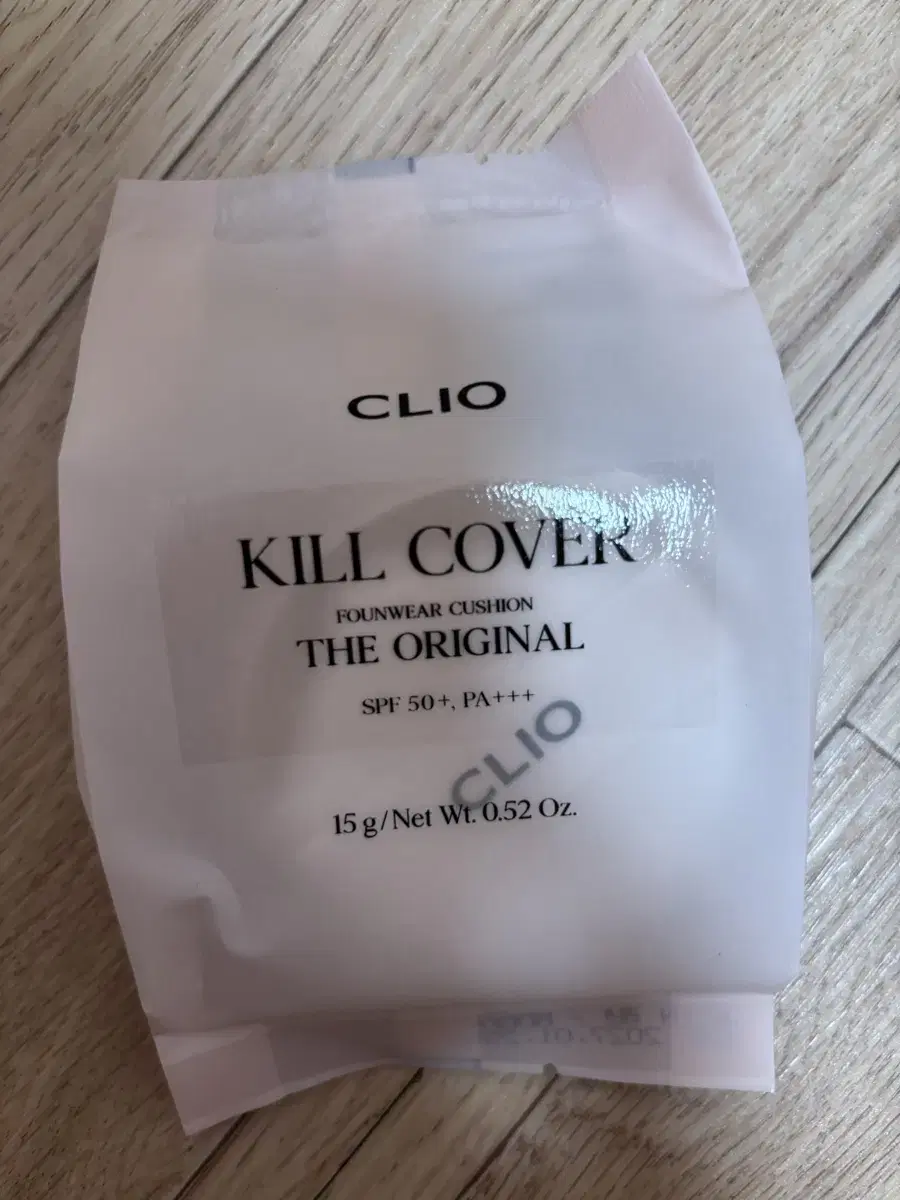 CLIO
KILL COVER
FOUNWEAR CUSHION
THE ORIGINAL
SPF 50+, PA+++
CLIO
15 g/Net Wt. 0.52 Oz.